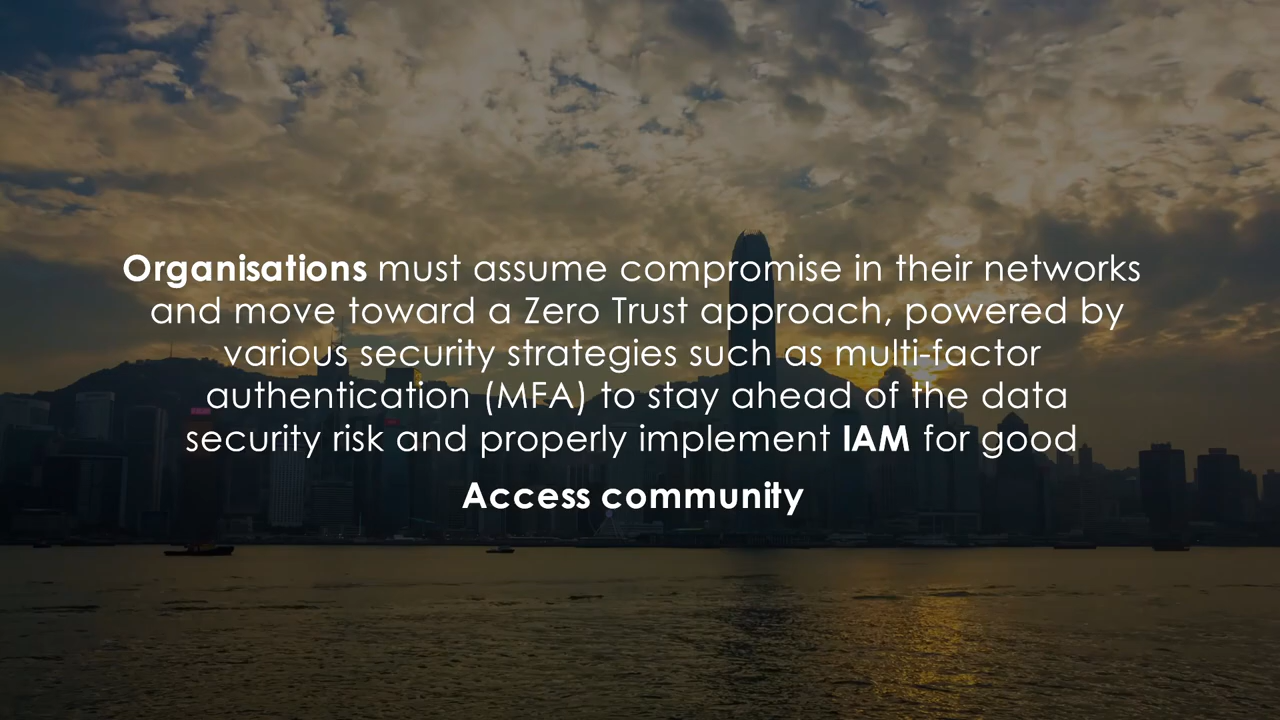 Organisations must assume compromise in their networks
and move toward a Zero Trust approach, powered by
various security strategies such as multi-factor
authentication (MFA) to stay ahead of the data
security risk and properly implement IAM for good
Access community